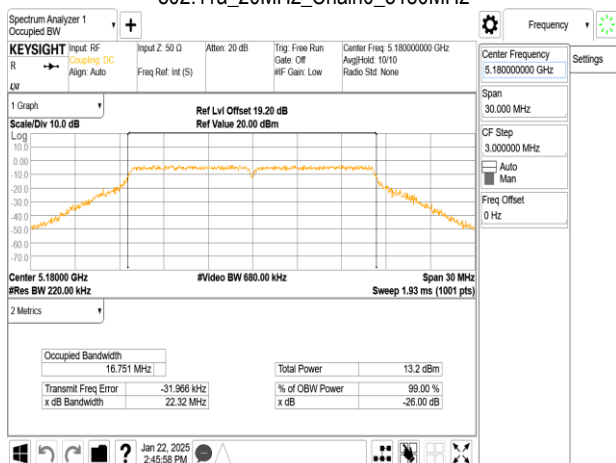 802.11a_20MHz_Chain0_5180MHz
Spectrum Analyzer 1
Occupied BW
Frequency
KEYSIGHT
R
LXI
Input: RF
Coupling: DC
Align: Auto
Input Z: 50 Ω
Freq Ref: Int (S)
Atten: 20 dB
Trig: Free Run
Gate: Off
#IF Gain: Low
Center Freq: 5.180000000 GHz
Avg|Hold: 10/10
Radio Std: None
Center Frequency
5.18000000 GHz
Settings
Span
30.000 MHz
CF Step
3.000000 MHz
Auto
Man
Freq Offset
0 Hz
1 Graph
Ref Lvl Offset 19.20 dB
Scale/Div 10.0 dB
Ref Value 20.00 dBm
Log
10.0
0.00
-10.0
-20.0
-30.0
-40.0
-50.0
-60.0
-70.0
Center 5.18000 GHz
#Video BW 680.00 kHz
Span 30 MHz
#Res BW 220.00 kHz
Sweep 1.93 ms (1001 pts)
2 Metrics
Occupied Bandwidth
16.751 MHz
Total Power 13.2 dBm
Transmit Freq Error -31.966 kHz
% of OBW Power 99.00 %
x dB Bandwidth 22.32 MHz
x dB -26.00 dB
?
Jan 22, 2025
2:45:58 PM